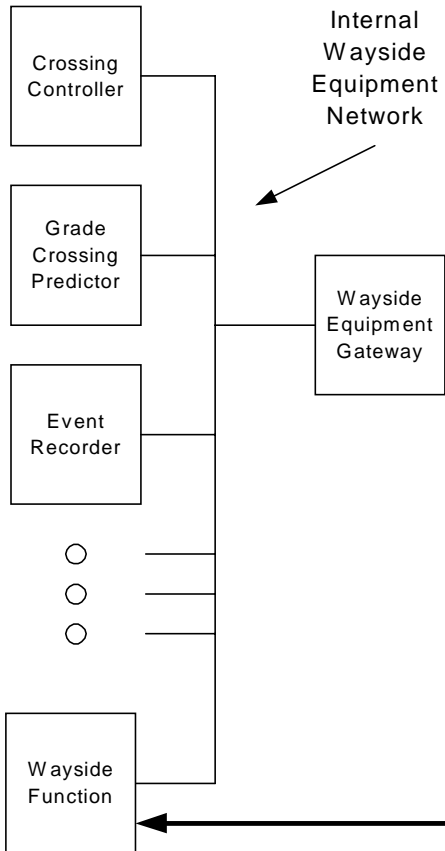 Crossing
Controller
Internal
Wayside
Equipment
Network
Grade
Crossing
Predictor
Wayside
Equipment
Gateway
Event
Recorder
Wayside
Function